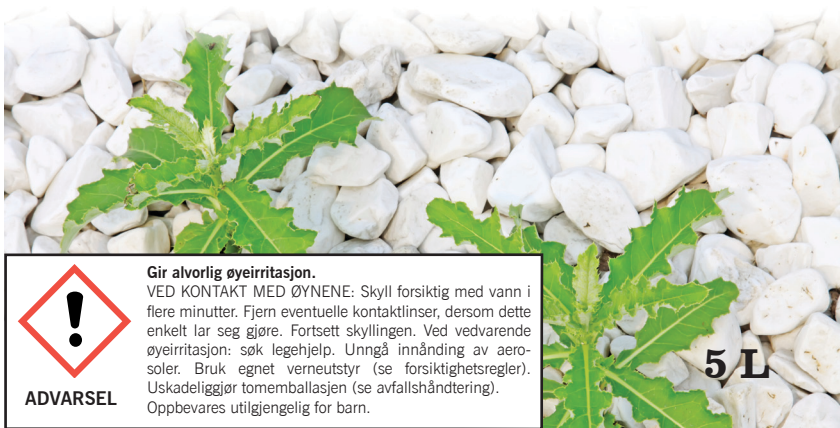 Gir alvorlig øyeirritasjon.
VED KONTAKT MED ØYNENE: Skyll forsiktig med vann i
flere minutter. Fjern eventuelle kontaktlinser, dersom dette
enkelt lar seg gjøre. Fortsett skyllingen. Ved vedvarende
øyeirritasjon: søk legehjelp. Unngå innånding av aero-
soler. Bruk egnet verneutstyr (se forsiktighetsregler).
Uskadeliggjør tomemballasjen (se avfallshåndtering).
Oppbevares utilgjengelig for barn.
ADVARSEL
5 L